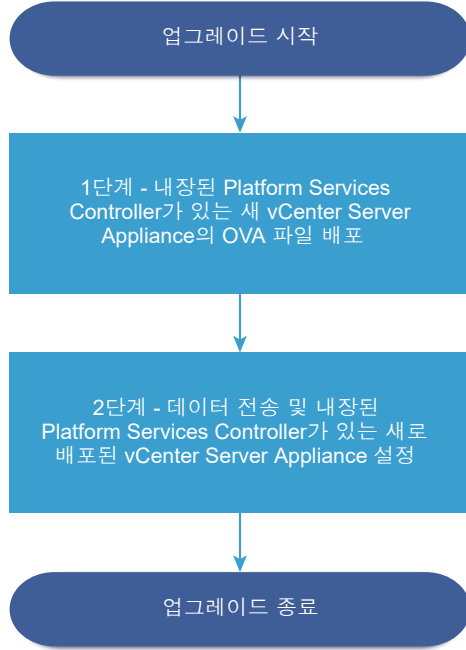 업그레이드 시작
1단계 - 내장된 Platform Services
Controller가 있는 새 vCenter Server
Appliance의 OVA 파일 배포
2단계 - 데이터 전송 및 내장된
Platform Services Controller가 있는 새로
배포된 vCenter Server Appliance 설정
업그레이드 종료